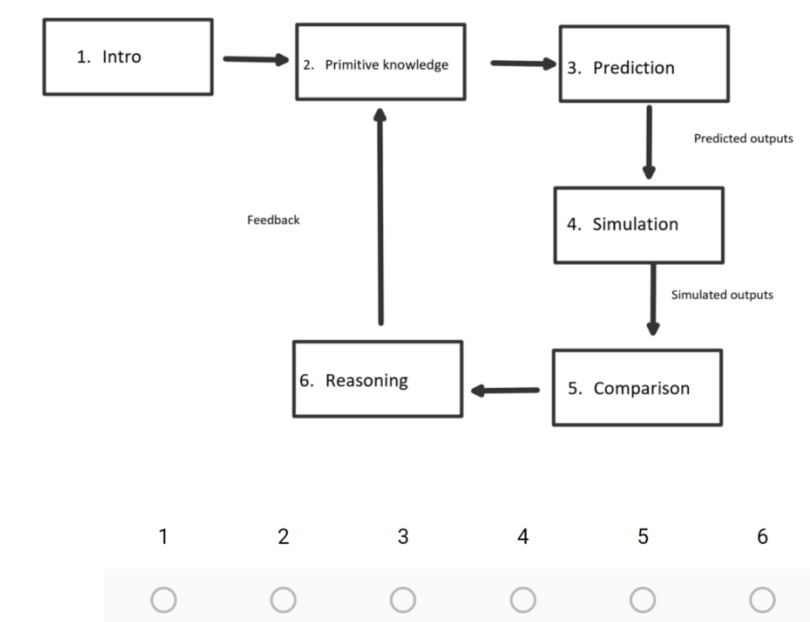 1. Intro
2. Primitive knowledge
3. Prediction
Predicted outputs
4. Simulation
Feedback
Simulated outputs
6. Reasoning
5. Comparison
1 2 3 4 5 6